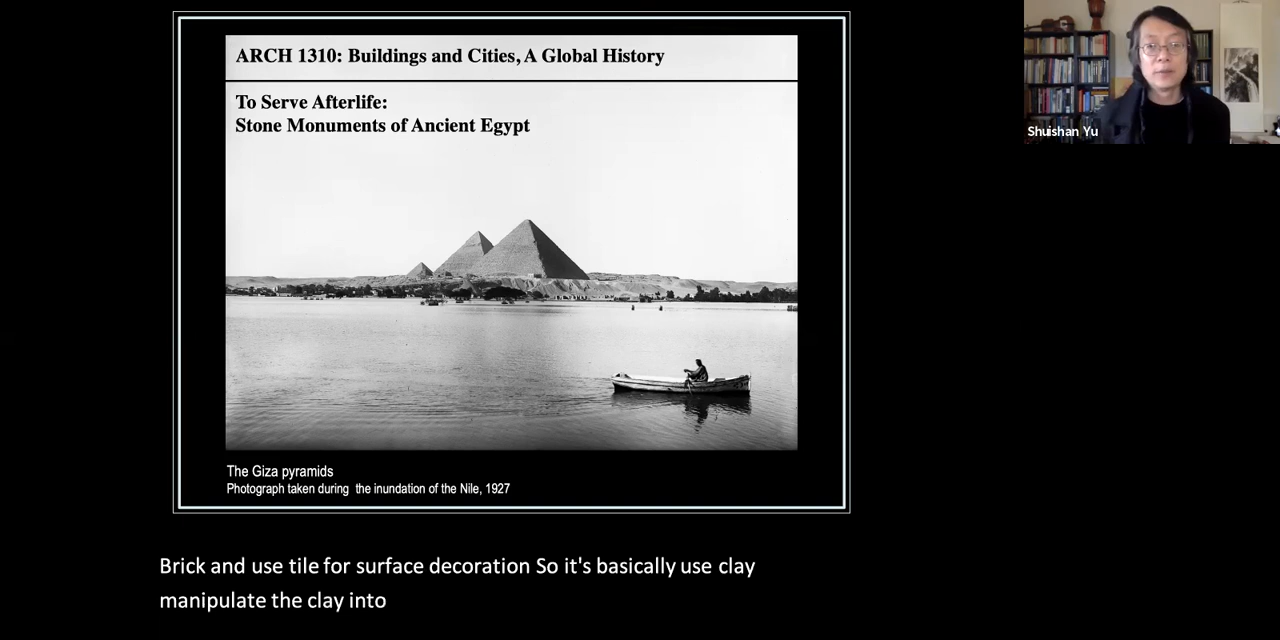 ARCH 1310: Buildings and Cities, A Global History
To Serve Afterlife:
Stone Monuments of Ancient Egypt
Shuishan Yu
The Giza pyramids
Photograph taken during the inundation of the Nile, 1927
Brick and use tile for surface decoration So it's basically use clay
manipulate the clay into